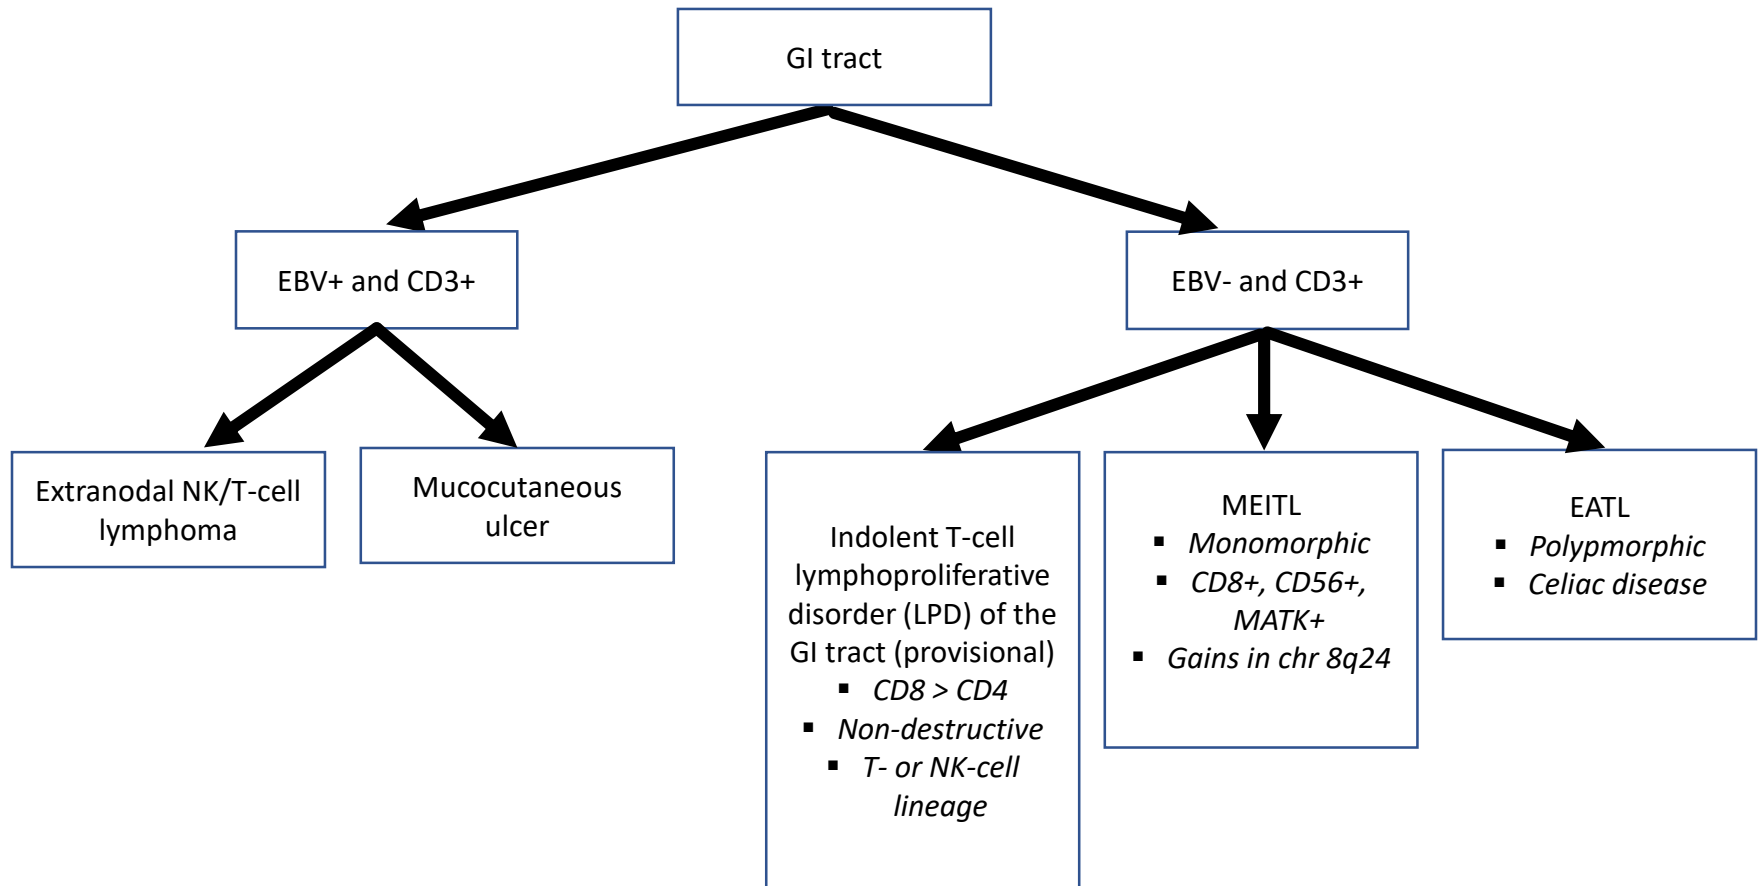 GI tract
EBV+ and CD3+
EBV- and CD3+
Extranodal NK/T-cell
lymphoma
Mucocutaneous
ulcer
Indolent T-cell
lymphoproliferative
disorder (LPD) of the
GI tract (provisional)
▪ CD8 > CD4
▪ Non-destructive
▪ T- or NK-cell
lineage
MEITL
▪ Monomorphic
▪ CD8+, CD56+,
MATK+
▪ Gains in chr 8q24
EATL
▪ Polypmorphic
▪ Celiac disease